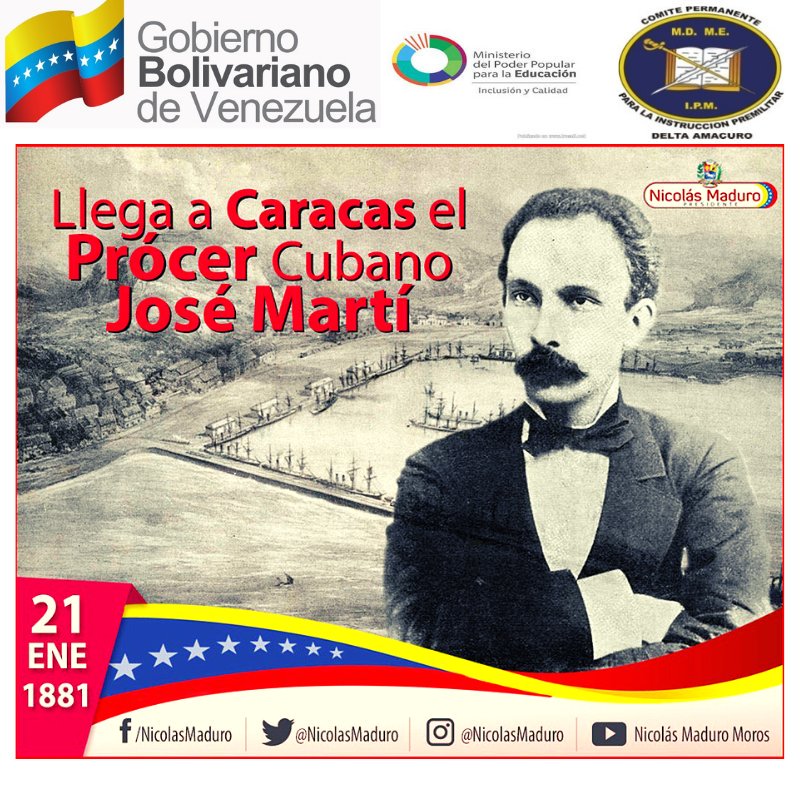 Gobierno
Bolivariano
de Venezuela
Ministerio
del Poder Popular
para la Educación
Inclusión y Calidad
COMITE PERMANENTE
M.D. M.E.
I.P.M.
PARA LA INSTRUCCION PREMILITAR
DELTA AMACURO
Llega a Caracas el
Prócer Cubano
José Martí
Nicolás Maduro
PRESIDENTE
21
ENE
1881
/NicolasMaduro
@NicolasMaduro
@NicolasMaduro
Nicolás Maduro Moros